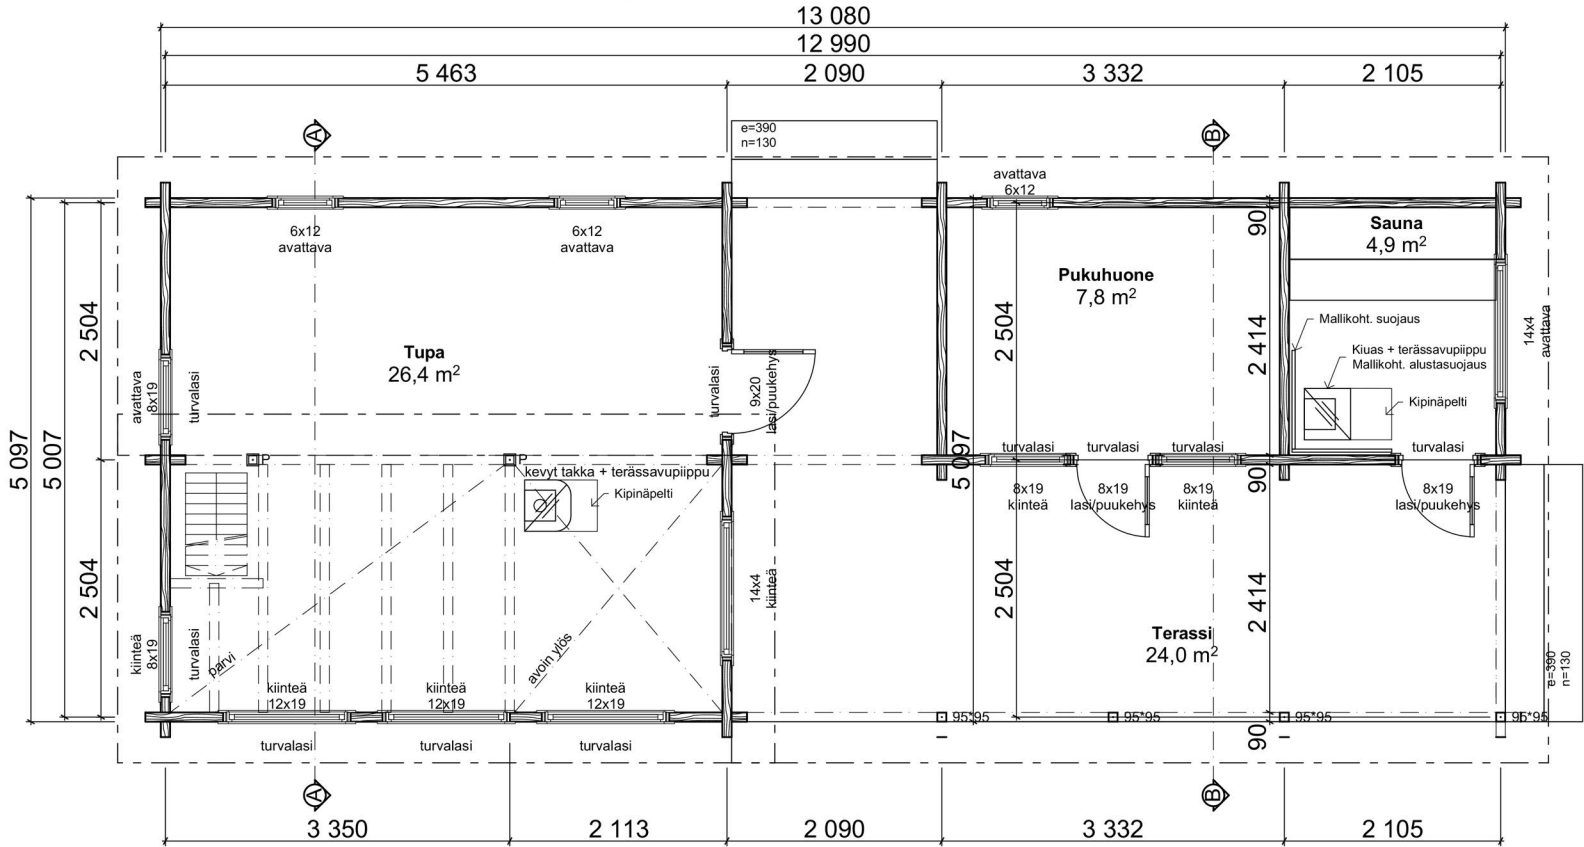 13 080
12 990
5 463
2 090
3 332
2 105
A
B
e=390
n=130
avattava
6x12
6x12
avattava
6x12
avattava
90
Sauna
4,9 m²
Pukuhuone
7,8 m²
2 504
2 504
2 414
Mallikoht. suojaus
14x4
avattava
Tupa
26,4 m²
Kiuas + terässavupiippu
Mallikoht. alustasuojaus
Kipinäpelti
avattava
8x19
turvalasi
turvalasi
9x20
lasi/puukehys
5 097
5 007
5 097
turvalasi
turvalasi
turvalasi
turvalasi
P
P
kevyt takka + terässavupiippu
Kipinäpelti
90
8x19
kiinteä
8x19
lasi/puukehys
8x19
kiinteä
8x19
lasi/puukehys
2 504
2 504
2 414
14x4
kiinteä
Terassi
24,0 m²
kiinteä
8x19
turvalasi
parvi
avoin ylös
e=390
n=130
kiinteä
12x19
kiinteä
12x19
kiinteä
12x19
95*95
95*95
95*95
95*95
90
turvalasi
turvalasi
turvalasi
A
B
3 350
2 113
2 090
3 332
2 105